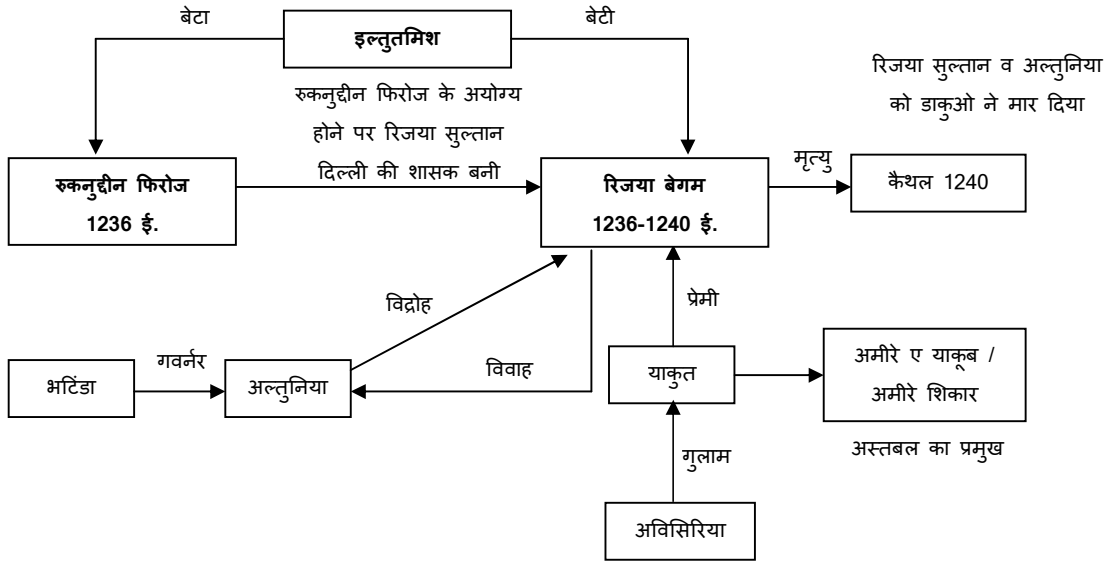 बेटा
इल्तुतमिश
बेटी
रिजया सुल्तान व अल्तुनिया
को डाकुओ ने मार दिया
रुकनुद्दीन फिरोज के अयोग्य
होने पर रिजया सुल्तान
दिल्ली की शासक बनी
रुकनुद्दीन फिरोज
1236 ई.
रिजया बेगम
1236-1240 ई.
मृत्यु
कैथल 1240
विद्रोह
प्रेमी
भटिंडा
गवर्नर
अल्तुनिया
विवाह
याकुत
अमीरे ए याकूब /
अमीरे शिकार
अस्तबल का प्रमुख
गुलाम
अविसिरिया